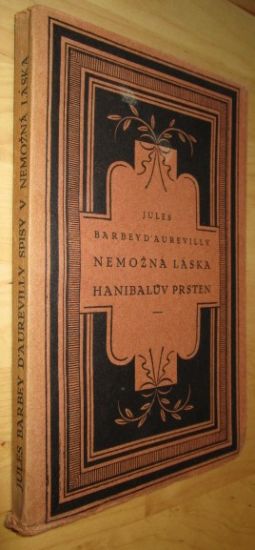 JULES BARBEY D'AUREVILLY SPISY V NEMOŽNÁ LÁSKA
JULES
BARBEY D'AUREVILLY
NEMOŽNÁ LÁSKA
HANIBALŮV PRSTEN